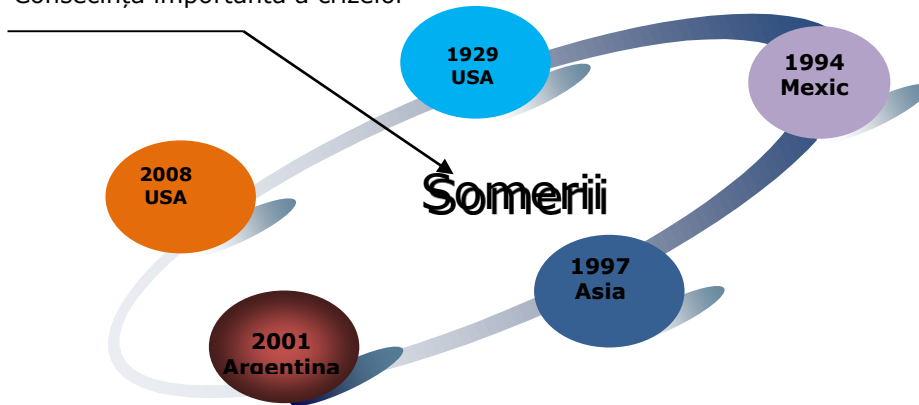 Consecința importantă a crizelor
1929
USA
1994
Mexic
2008
USA
Somerii
1997
Asia
2001
Argentina